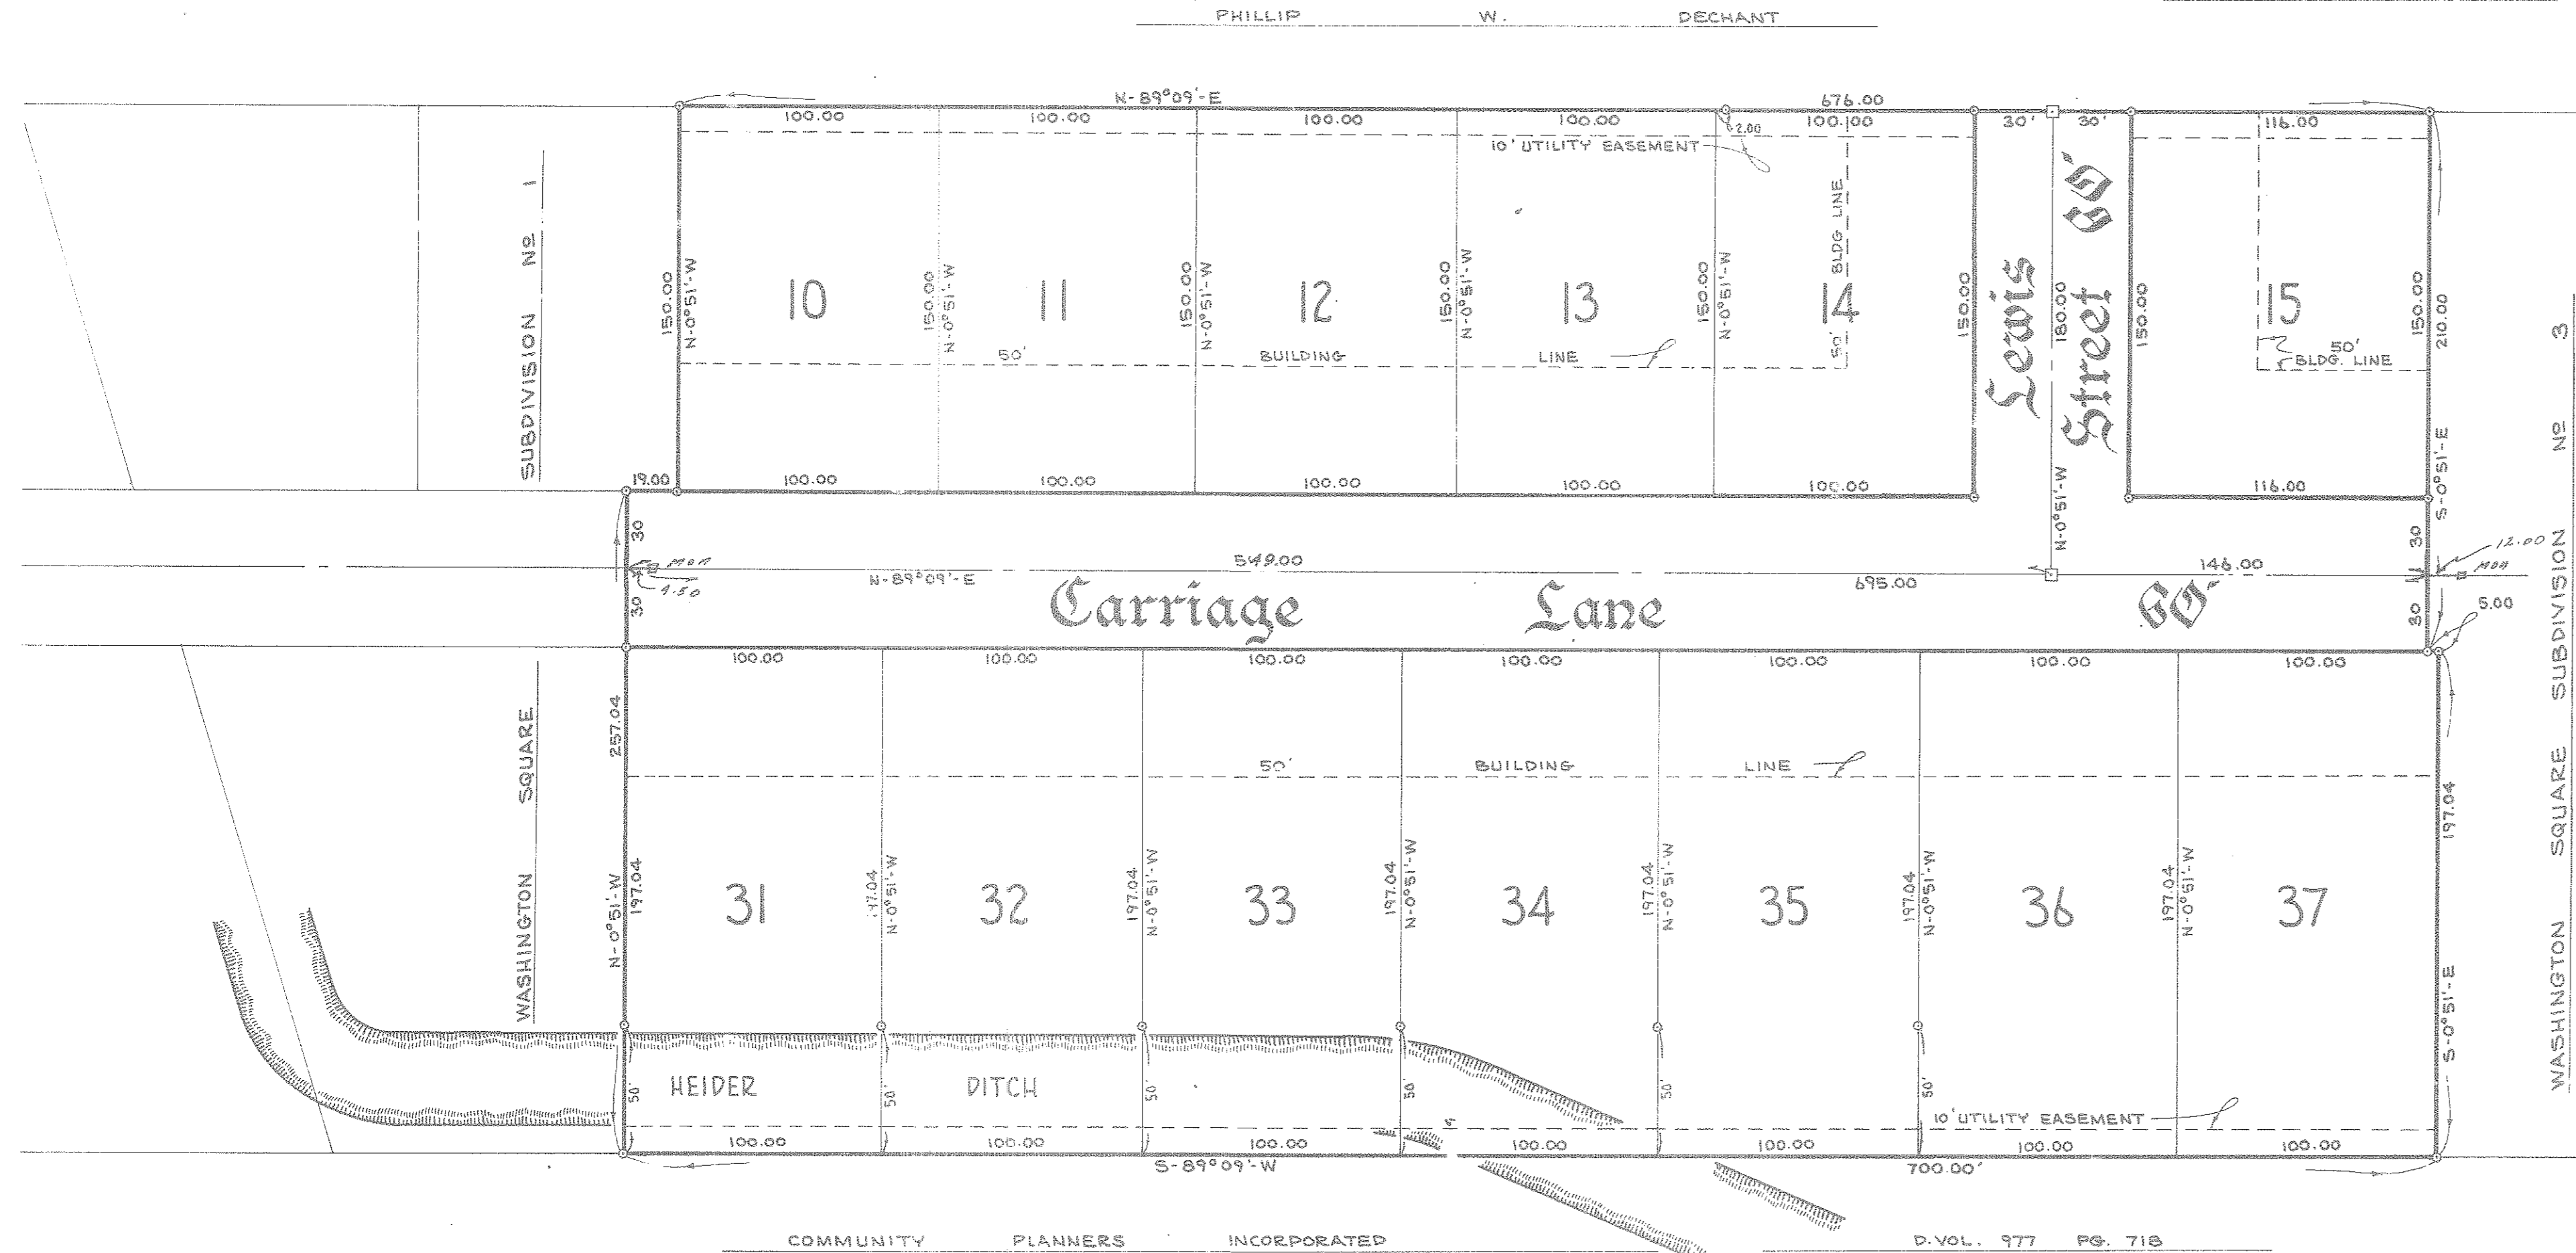 PHILLIP W. DECHANT
N-89°09'-E
676.00
100.00 100.00 100.00 100.00 100.00 30' 30' 116.00
2.00
10' UTILITY EASEMENT
SUBDIVISION Nº 1
150.00 N-0°51'-W
10
150.00 N-0°51'-W
11
150.00 N-0°51'-W
12
150.00 N-0°51'-W
13
150.00 N-0°51'-W
14
50' BLDG LINE
150.00
Lewis
Street 60'
180.00
N-0°51'-W
150.00
15
50'
BLDG. LINE
150.00
210.00
S-0°51'-E
50' BUILDING LINE
19.00 100.00 100.00 100.00 100.00 100.00 116.00
30
MON
4.50
30
549.00
N-89°09'-E
695.00
146.00
30
12.00
MON
30
5.00
Carriage Lane 60'
100.00 100.00 100.00 100.00 100.00 100.00 100.00
WASHINGTON SQUARE
257.04
N-0°51'-W
50' BUILDING LINE
197.04
31
197.04 N-0°51'-W
32
197.04 N-0°51'-W
33
197.04 N-0°51'-W
34
197.04 N-0°51'-W
35
197.04 N-0°51'-W
36
197.04 N-0°51'-W
37
197.04
S-0°51'-E
WASHINGTON SQUARE SUBDIVISION Nº 3
HEIDER DITCH
50' 50' 50' 50' 50' 50'
10' UTILITY EASEMENT
100.00 100.00 100.00 100.00 100.00 100.00 100.00
S-89°09'-W
700.00'
COMMUNITY PLANNERS INCORPORATED
D.VOL. 977 PG. 718